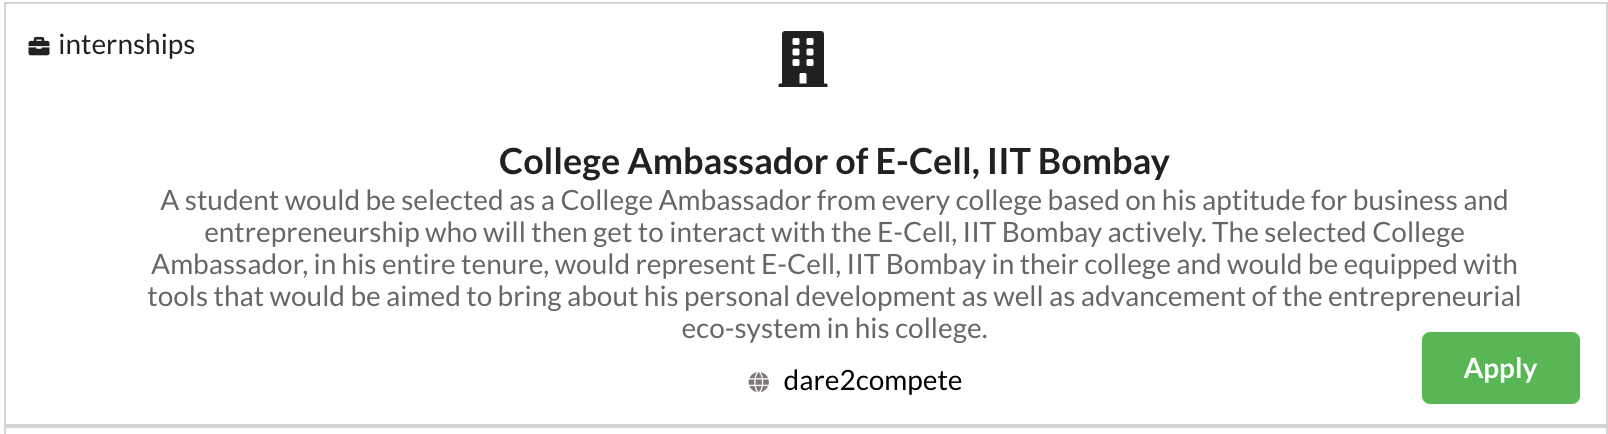 internships
College Ambassador of E-Cell, IIT Bombay
A student would be selected as a College Ambassador from every college based on his aptitude for business and
entrepreneurship who will then get to interact with the E-Cell, IIT Bombay actively. The selected College
Ambassador, in his entire tenure, would represent E-Cell, IIT Bombay in their college and would be equipped with
tools that would be aimed to bring about his personal development as well as advancement of the entrepreneurial
eco-system in his college.
dare2compete
Apply